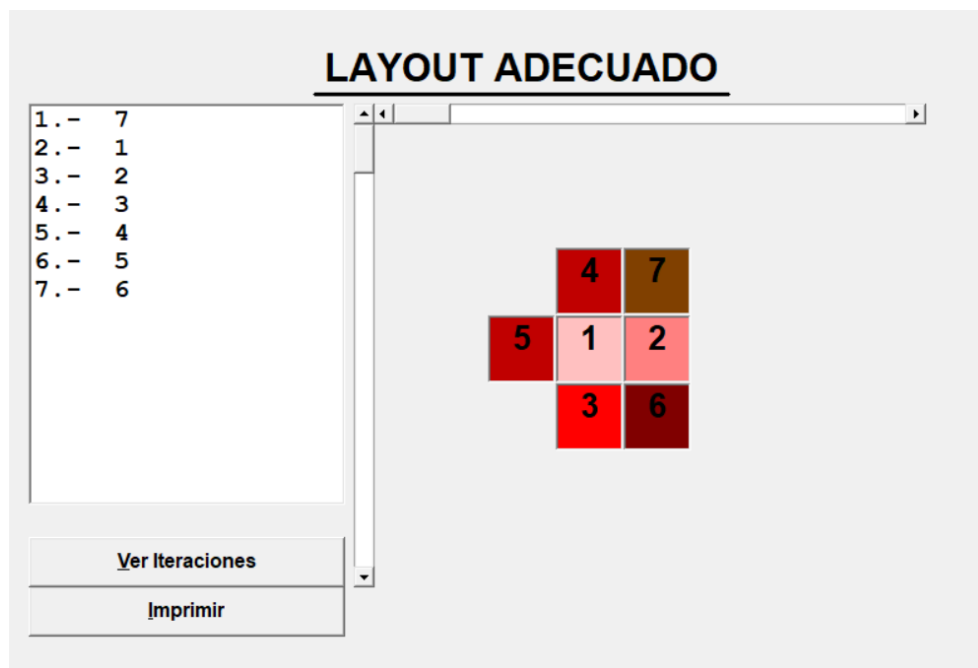 LAYOUT ADECUADO
1.- 7
2.- 1
3.- 2
4.- 3
5.- 4
6.- 5
7.- 6
4 7
5 1 2
3 6
Ver Iteraciones
Imprimir